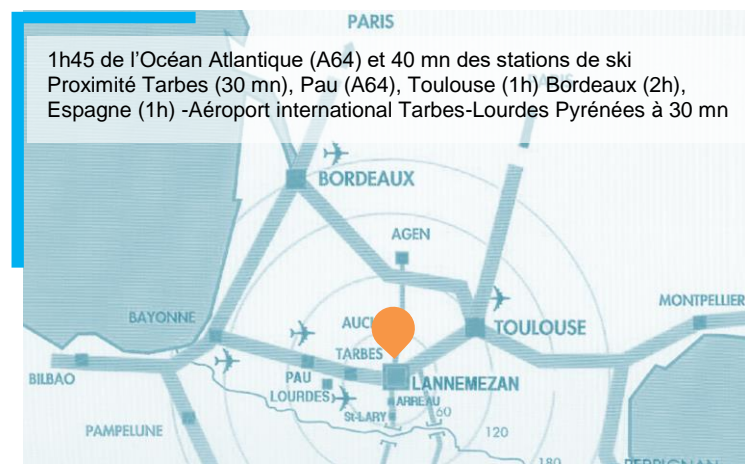 PARIS
1h45 de l’Océan Atlantique (A64) et 40 mn des stations de ski
Proximité Tarbes (30 mn), Pau (A64), Toulouse (1h) Bordeaux (2h),
Espagne (1h) -Aéroport international Tarbes-Lourdes Pyrénées à 30 mn
BORDEAUX
AGEN
MONTPELLIER
BAYONNE
TOULOUSE
TARBES
BILBAO
PAU
LANNEMEZAN
LOURDES
ARREAU
St-LARY
60
PAMPELUNE
120
180